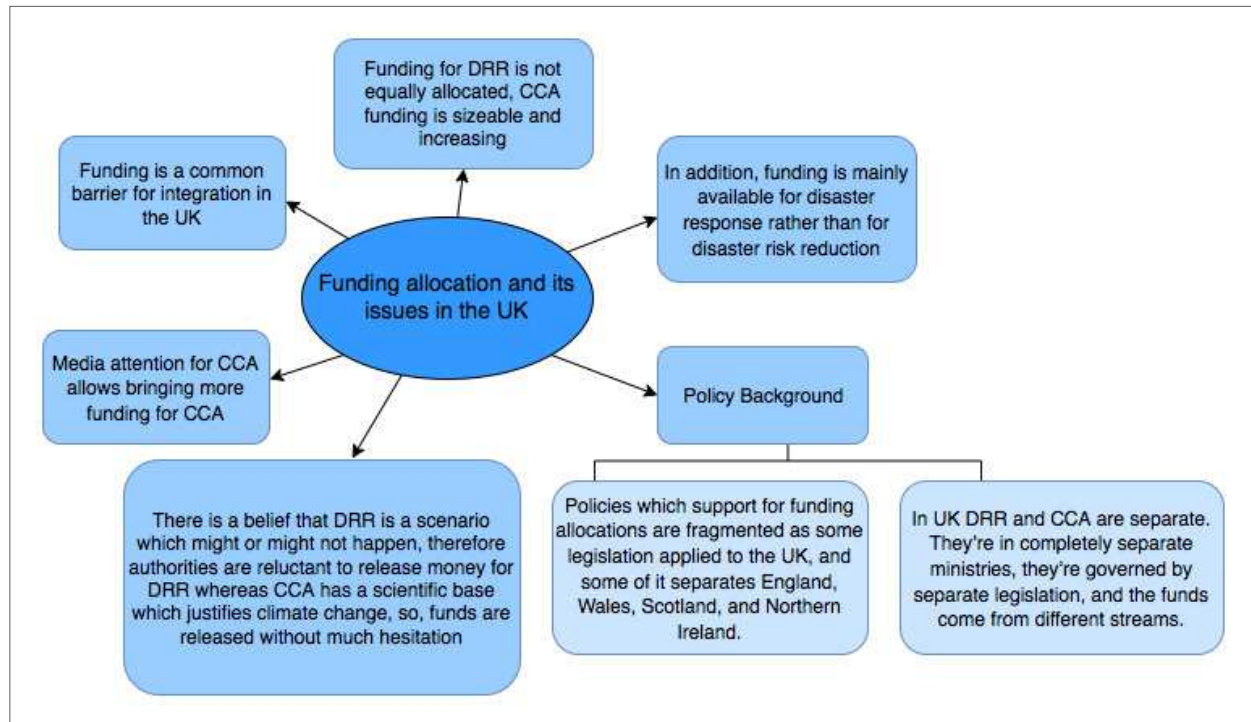 Funding for DRR is not
equally allocated, CCA
funding is sizeable and
increasing
Funding is a common
barrier for integration in
the UK
In addition, funding is mainly
available for disaster
response rather than for
disaster risk reduction
Funding allocation and its
issues in the UK
Media attention for CCA
allows bringing more
funding for CCA
Policy Background
There is a belief that DRR is a scenario
which might or might not happen, therefore
authorities are reluctant to release money for
DRR whereas CCA has a scientific base
which justifies climate change, so, funds are
released without much hesitation
Policies which support for funding
allocations are fragmented as some
legislation applied to the UK, and
some of it separates England,
Wales, Scotland, and Northern
Ireland.
In UK DRR and CCA are separate.
They're in completely separate
ministries, they're governed by
separate legislation, and the funds
come from different streams.